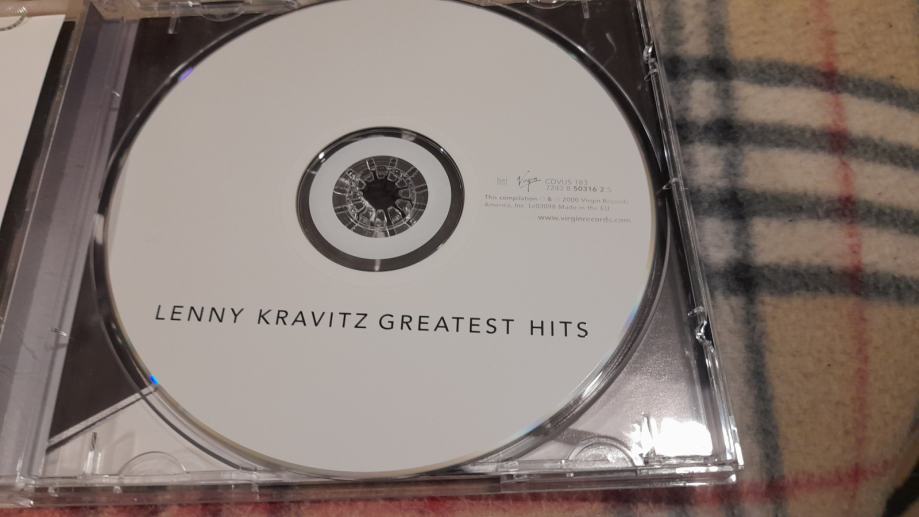 Virgin CDVUS 183
7243 8 50316 2 5
This compilation ℗ & © 2000 Virgin Records
America, Inc. Made in the EU
www.virginrecords.com
LENNY KRAVITZ GREATEST HITS